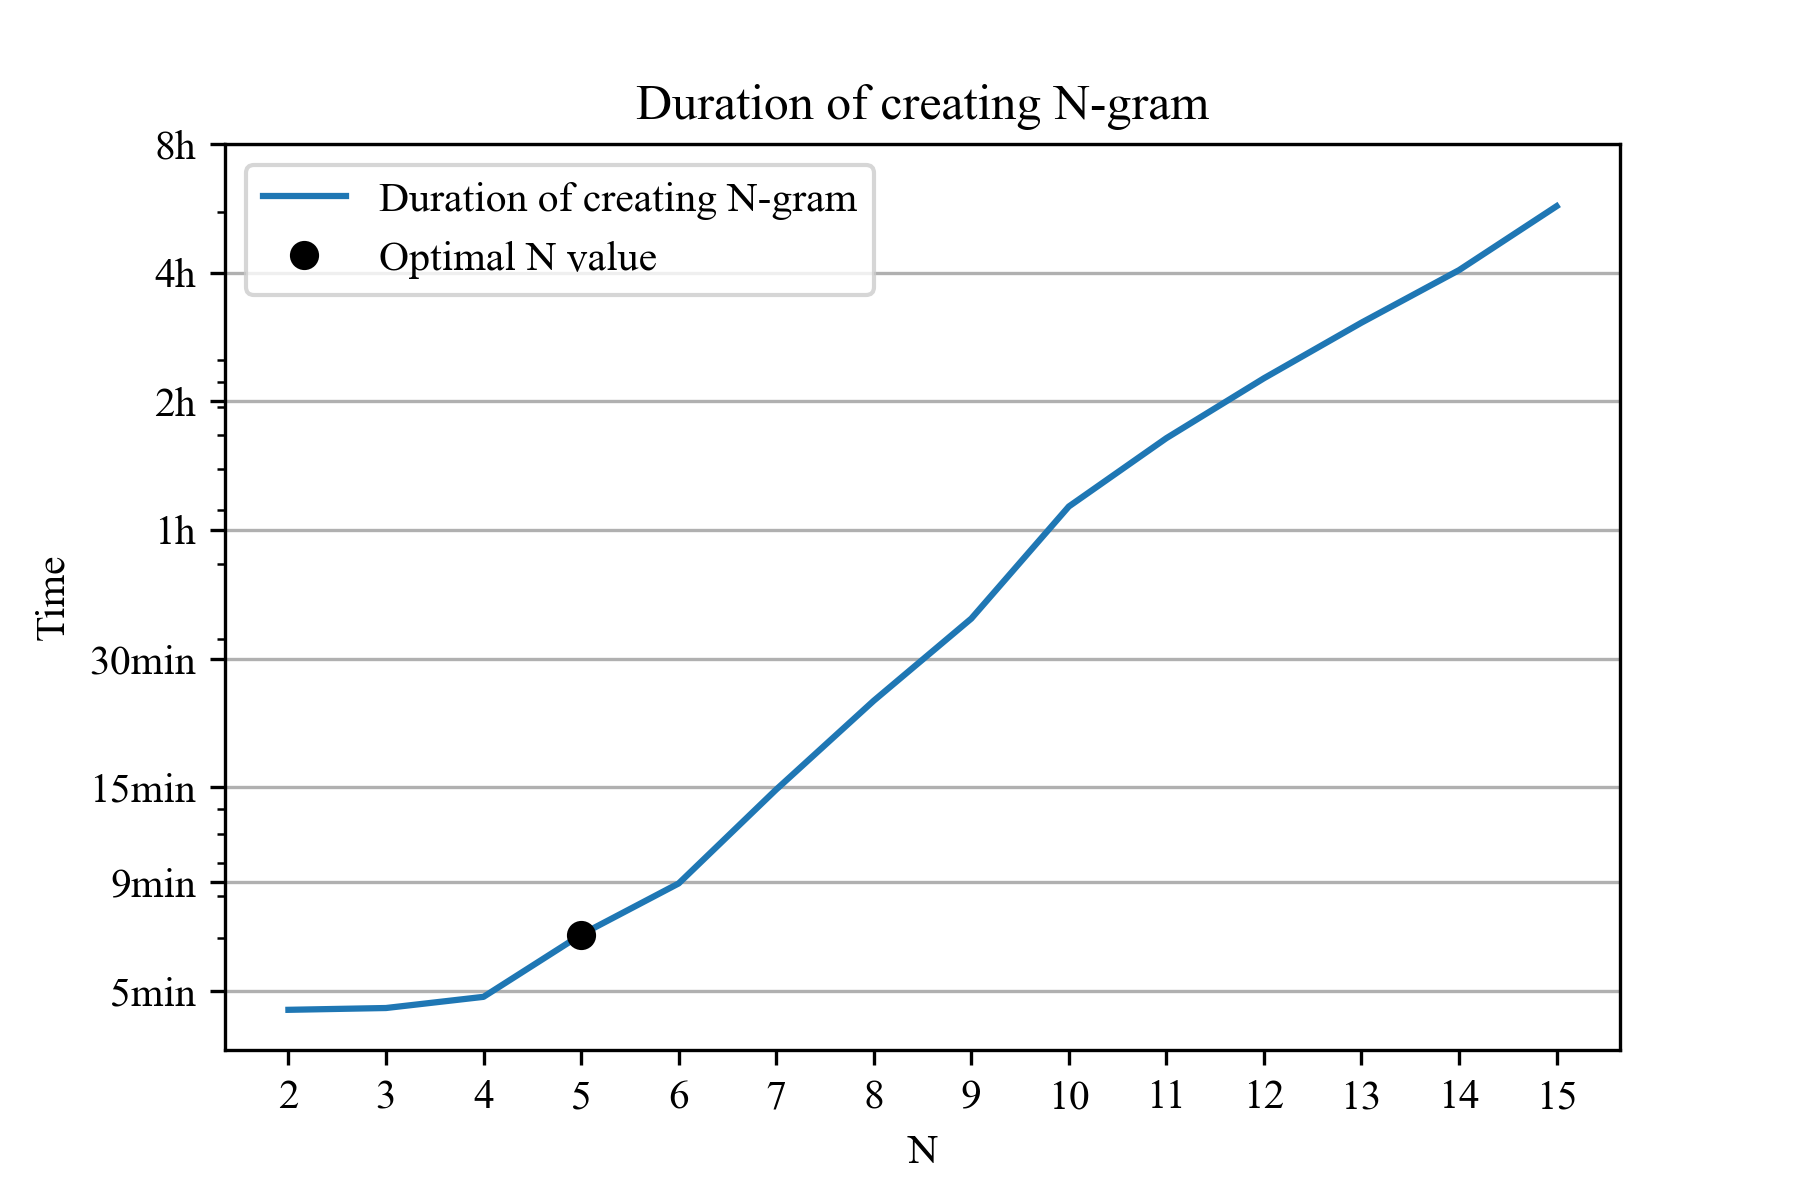 Duration of creating N-gram
Duration of creating N-gram
Optimal N value
8h
4h
2h
1h
30min
15min
9min
5min
Time
2 3 4 5 6 7 8 9 10 11 12 13 14 15
N